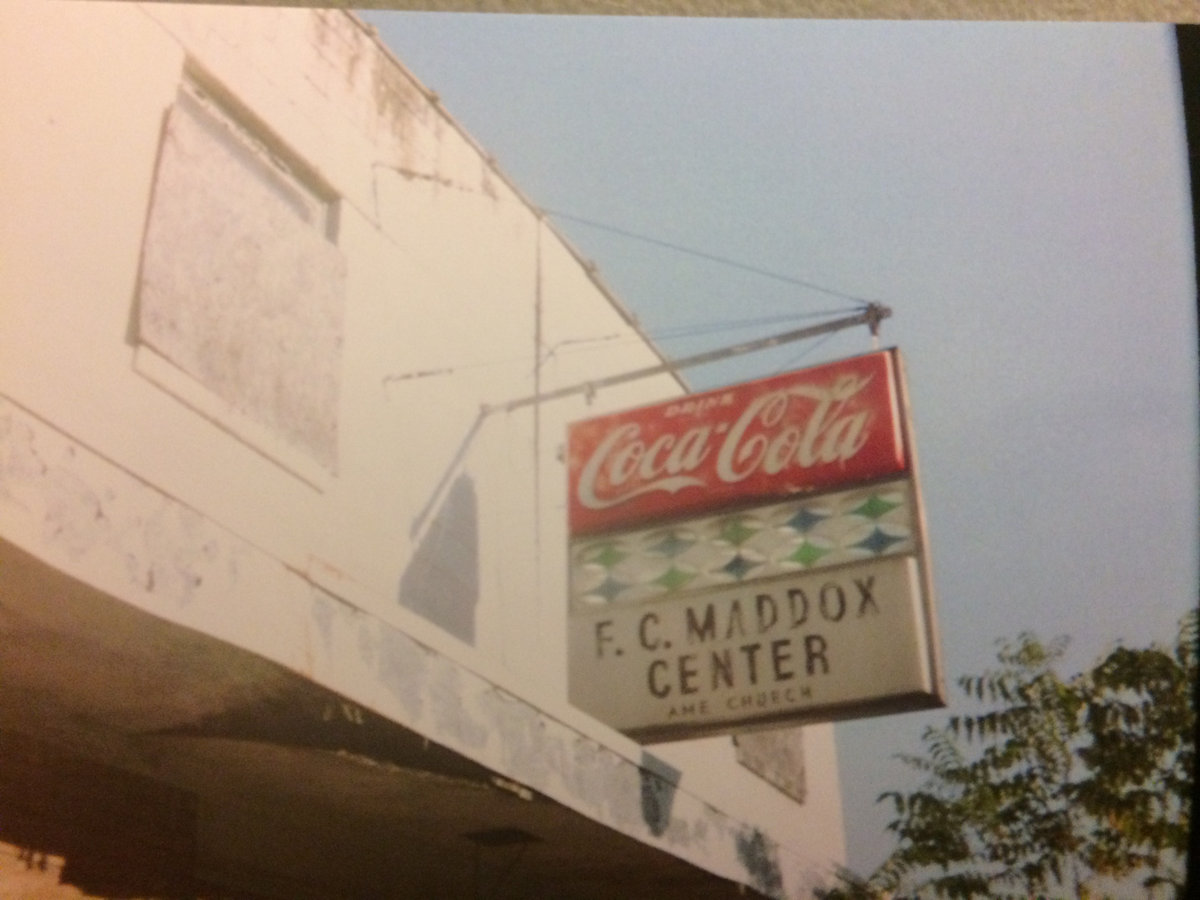 DRINK
Coca-Cola
F. C. MADDOX
CENTER
AME CHURCH